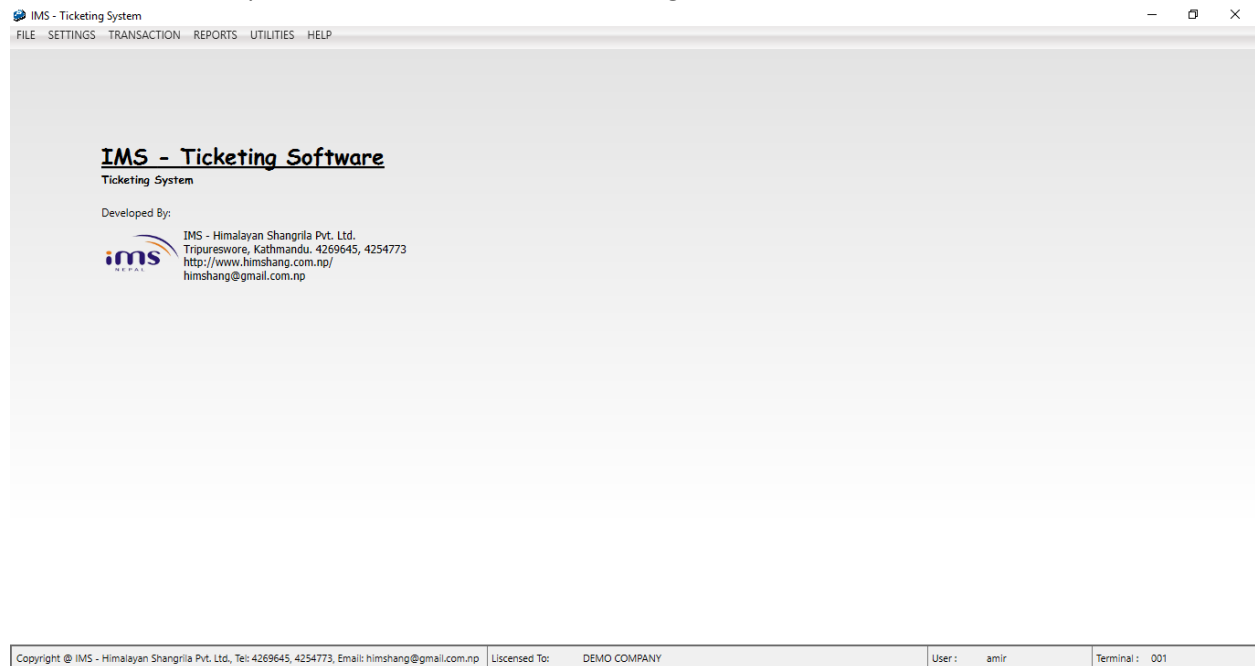 IMS - Ticketing System
FILE SETTINGS TRANSACTION REPORTS UTILITIES HELP
IMS - Ticketing Software
Ticketing System
Developed By:
ims
NEPAL
IMS - Himalayan Shangrila Pvt. Ltd.
Tripureswore, Kathmandu. 4269645, 4254773
http://www.himshang.com.np/
himshang@gmail.com.np
Copyright @ IMS - Himalayan Shangrila Pvt. Ltd., Tel: 4269645, 4254773, Email: himshang@gmail.com.np Liscensed To: DEMO COMPANY User : amir Terminal : 001